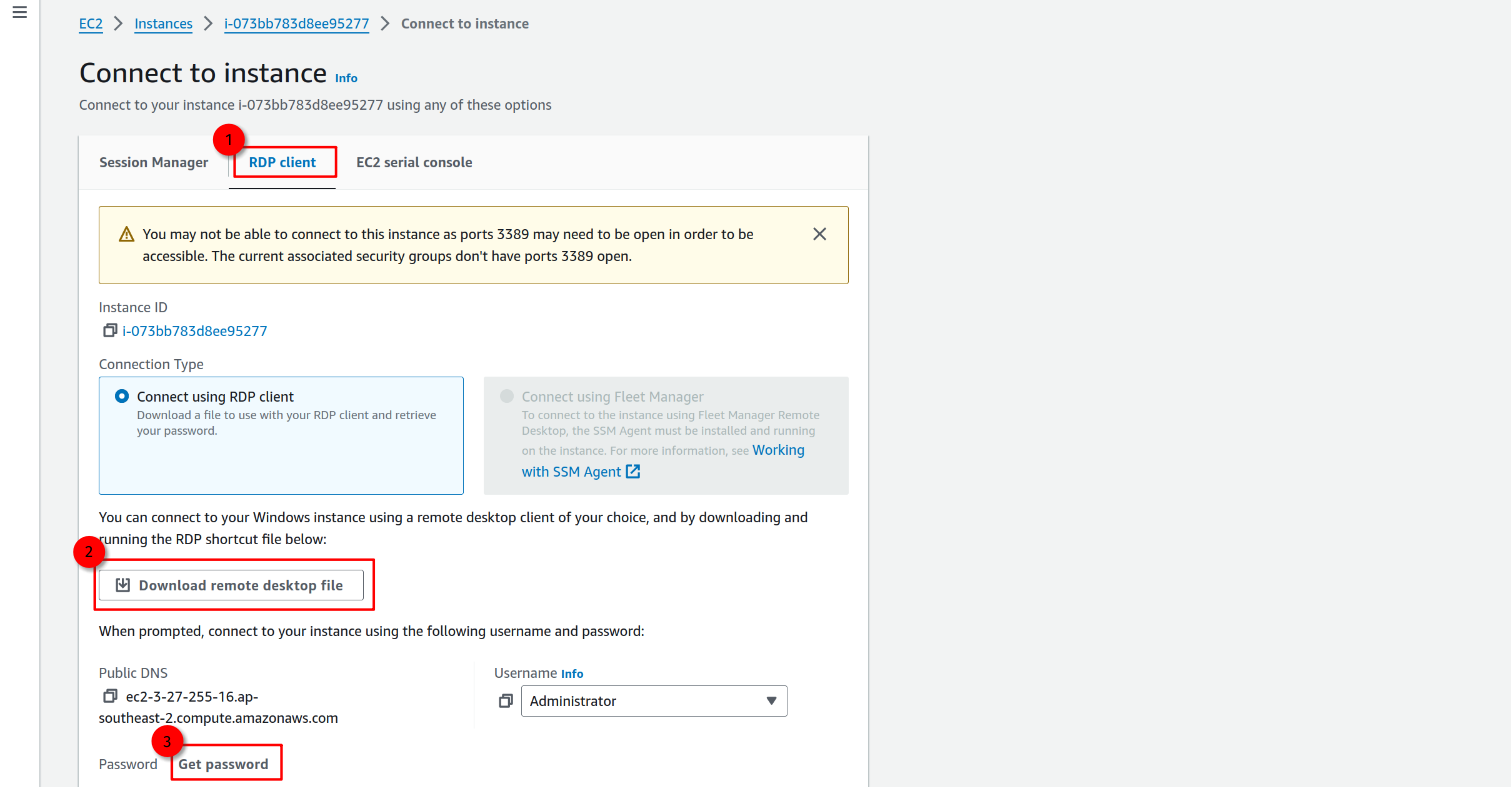 EC2 > Instances > i-073bb783d8ee95277 > Connect to instance
Connect to instance Info
Connect to your instance i-073bb783d8ee95277 using any of these options
1
Session Manager RDP client EC2 serial console
You may not be able to connect to this instance as ports 3389 may need to be open in order to be
accessible. The current associated security groups don't have ports 3389 open.
Instance ID
i-073bb783d8ee95277
Connection Type
Connect using RDP client
Download a file to use with your RDP client and retrieve
your password.
Connect using Fleet Manager
To connect to the instance using Fleet Manager Remote
Desktop, the SSM Agent must be installed and running
on the instance. For more information, see Working
with SSM Agent
You can connect to your Windows instance using a remote desktop client of your choice, and by downloading and
running the RDP shortcut file below:
2
Download remote desktop file
When prompted, connect to your instance using the following username and password:
Public DNS
ec2-3-27-255-16.ap-
southeast-2.compute.amazonaws.com
Username Info
Administrator
3
Password Get password